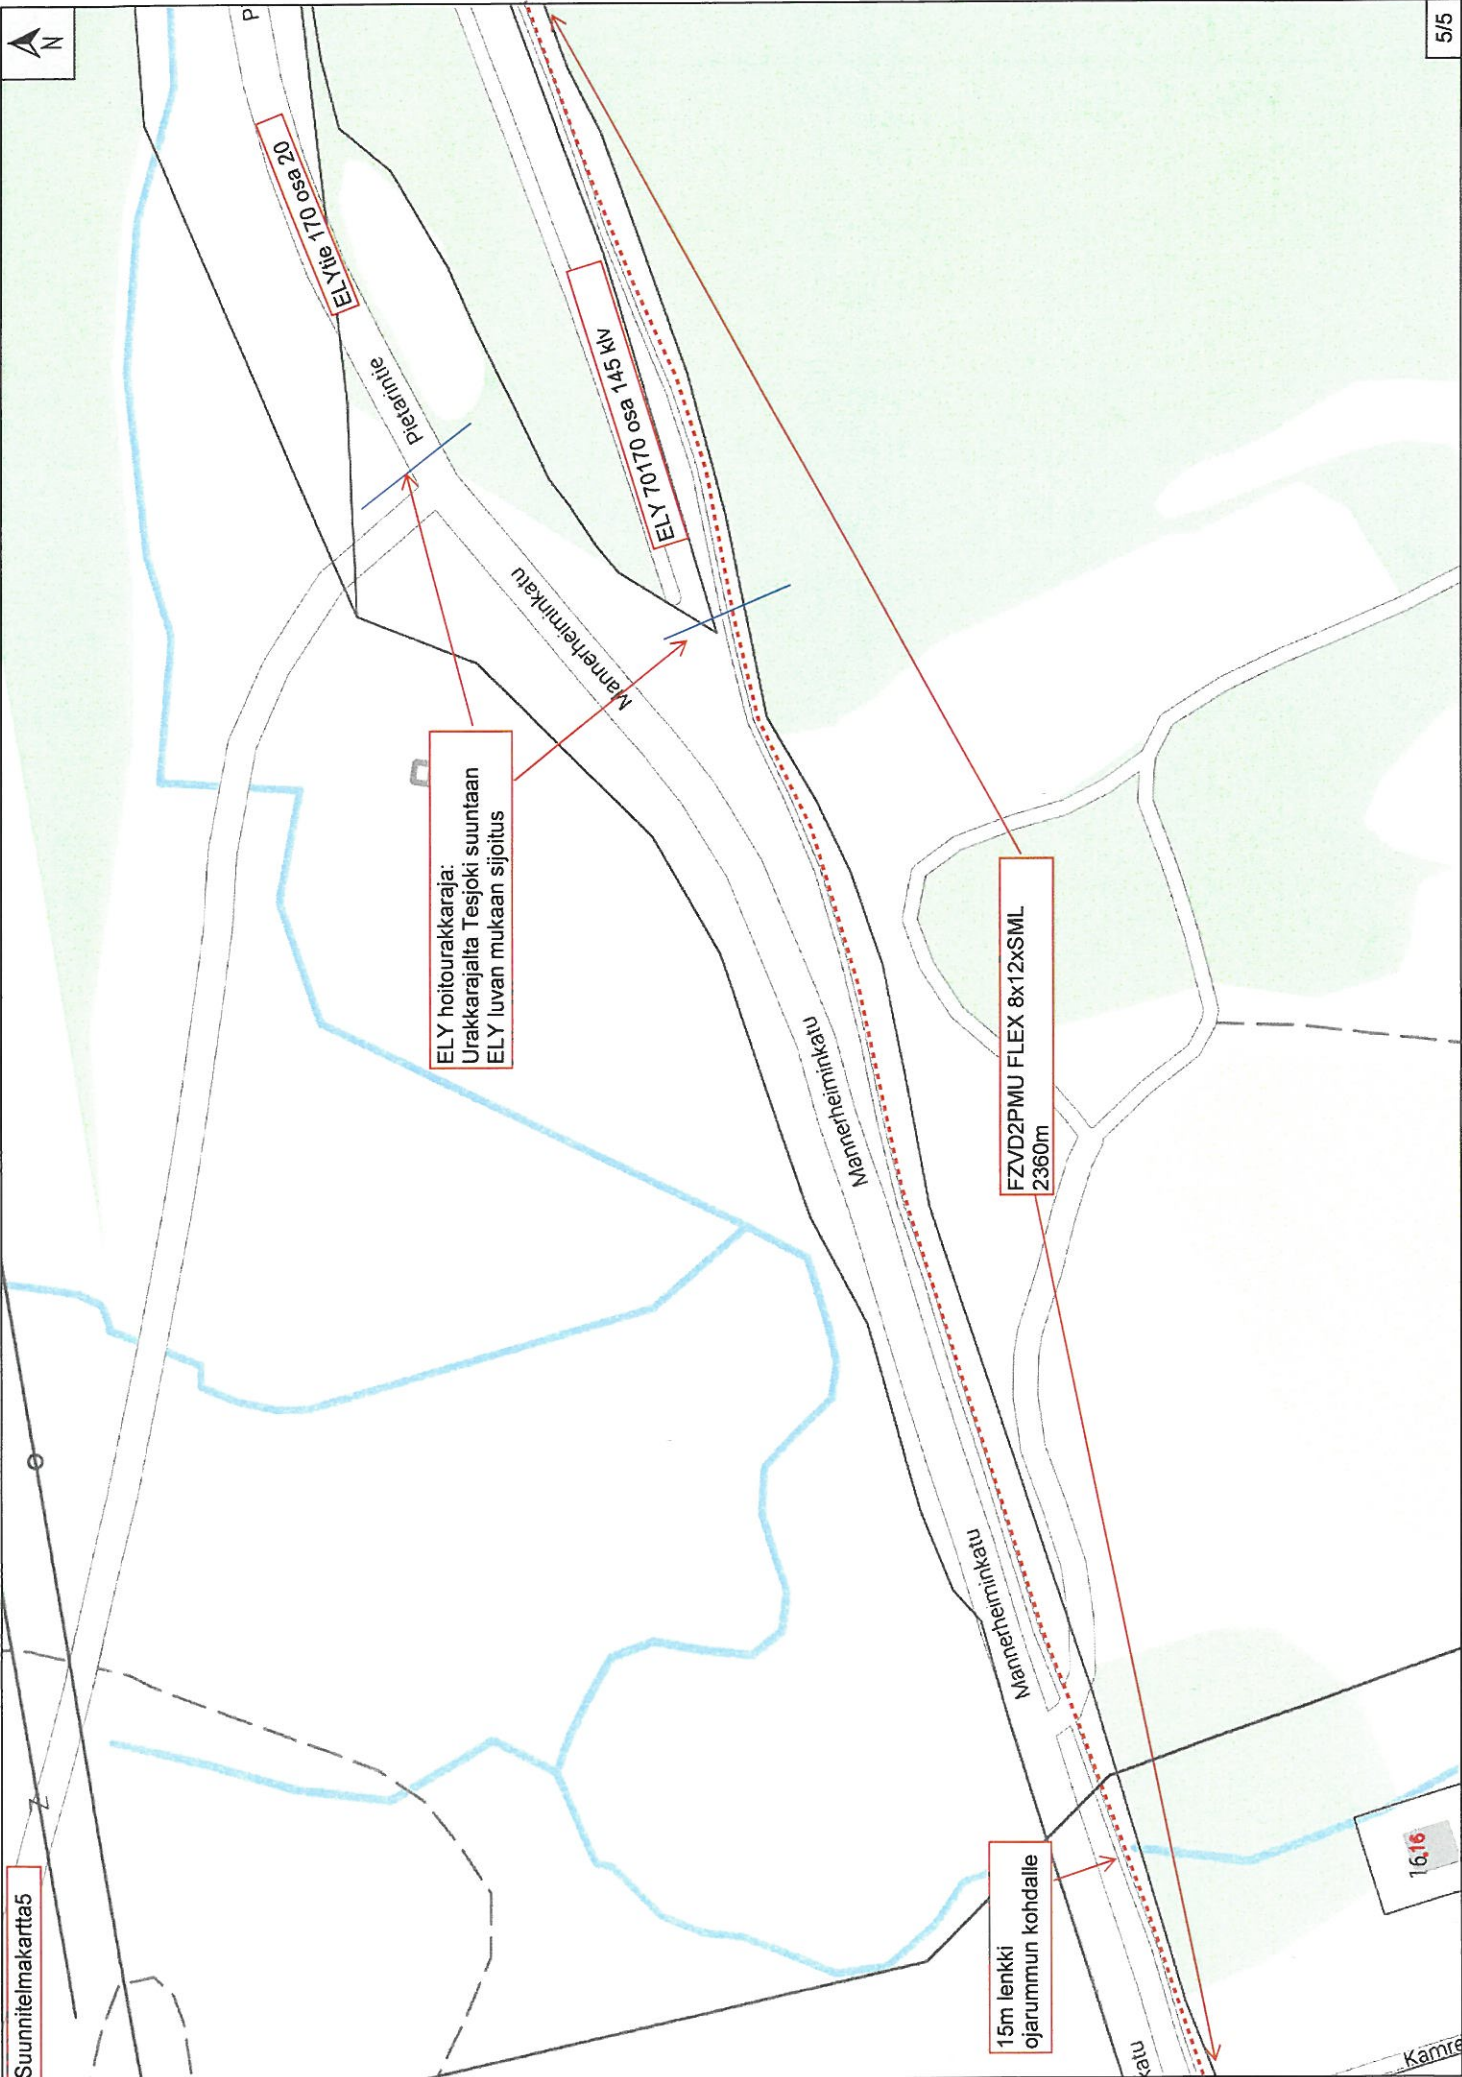 Suunnitelmakartta5
N
5/5
P
ELYtie 170 osa 20
Pietarintie
ELY 70170 osa 145 klv
Mannerheiminkatu
ELY hoitourakkaraja:
Urakkarajalta Tesjoki suuntaan
ELY luvan mukaan sijoitus
Mannerheiminkatu
FZVD2PMU FLEX 8x12xSML
2360m
Mannerheiminkatu
15m lenkki
ojarummun kohdalle
16
16
katu
Kamre